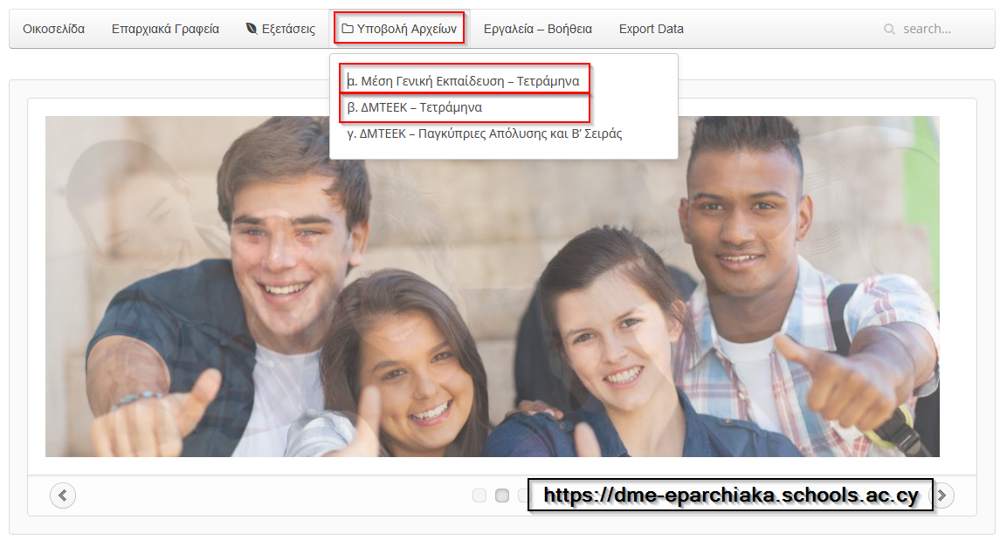 Οικοσελίδα Επαρχιακά Γραφεία Εξετάσεις Υποβολή Αρχείων Εργαλεία – Βοήθεια Export Data search...
α. Μέση Γενική Εκπαίδευση – Τετράμηνα
β. ΔΜΤΕΕΚ – Τετράμηνα
γ. ΔΜΤΕΕΚ – Παγκύπριες Απόλυσης και Β’ Σειράς
https://dme-eparchiaka.schools.ac.cy